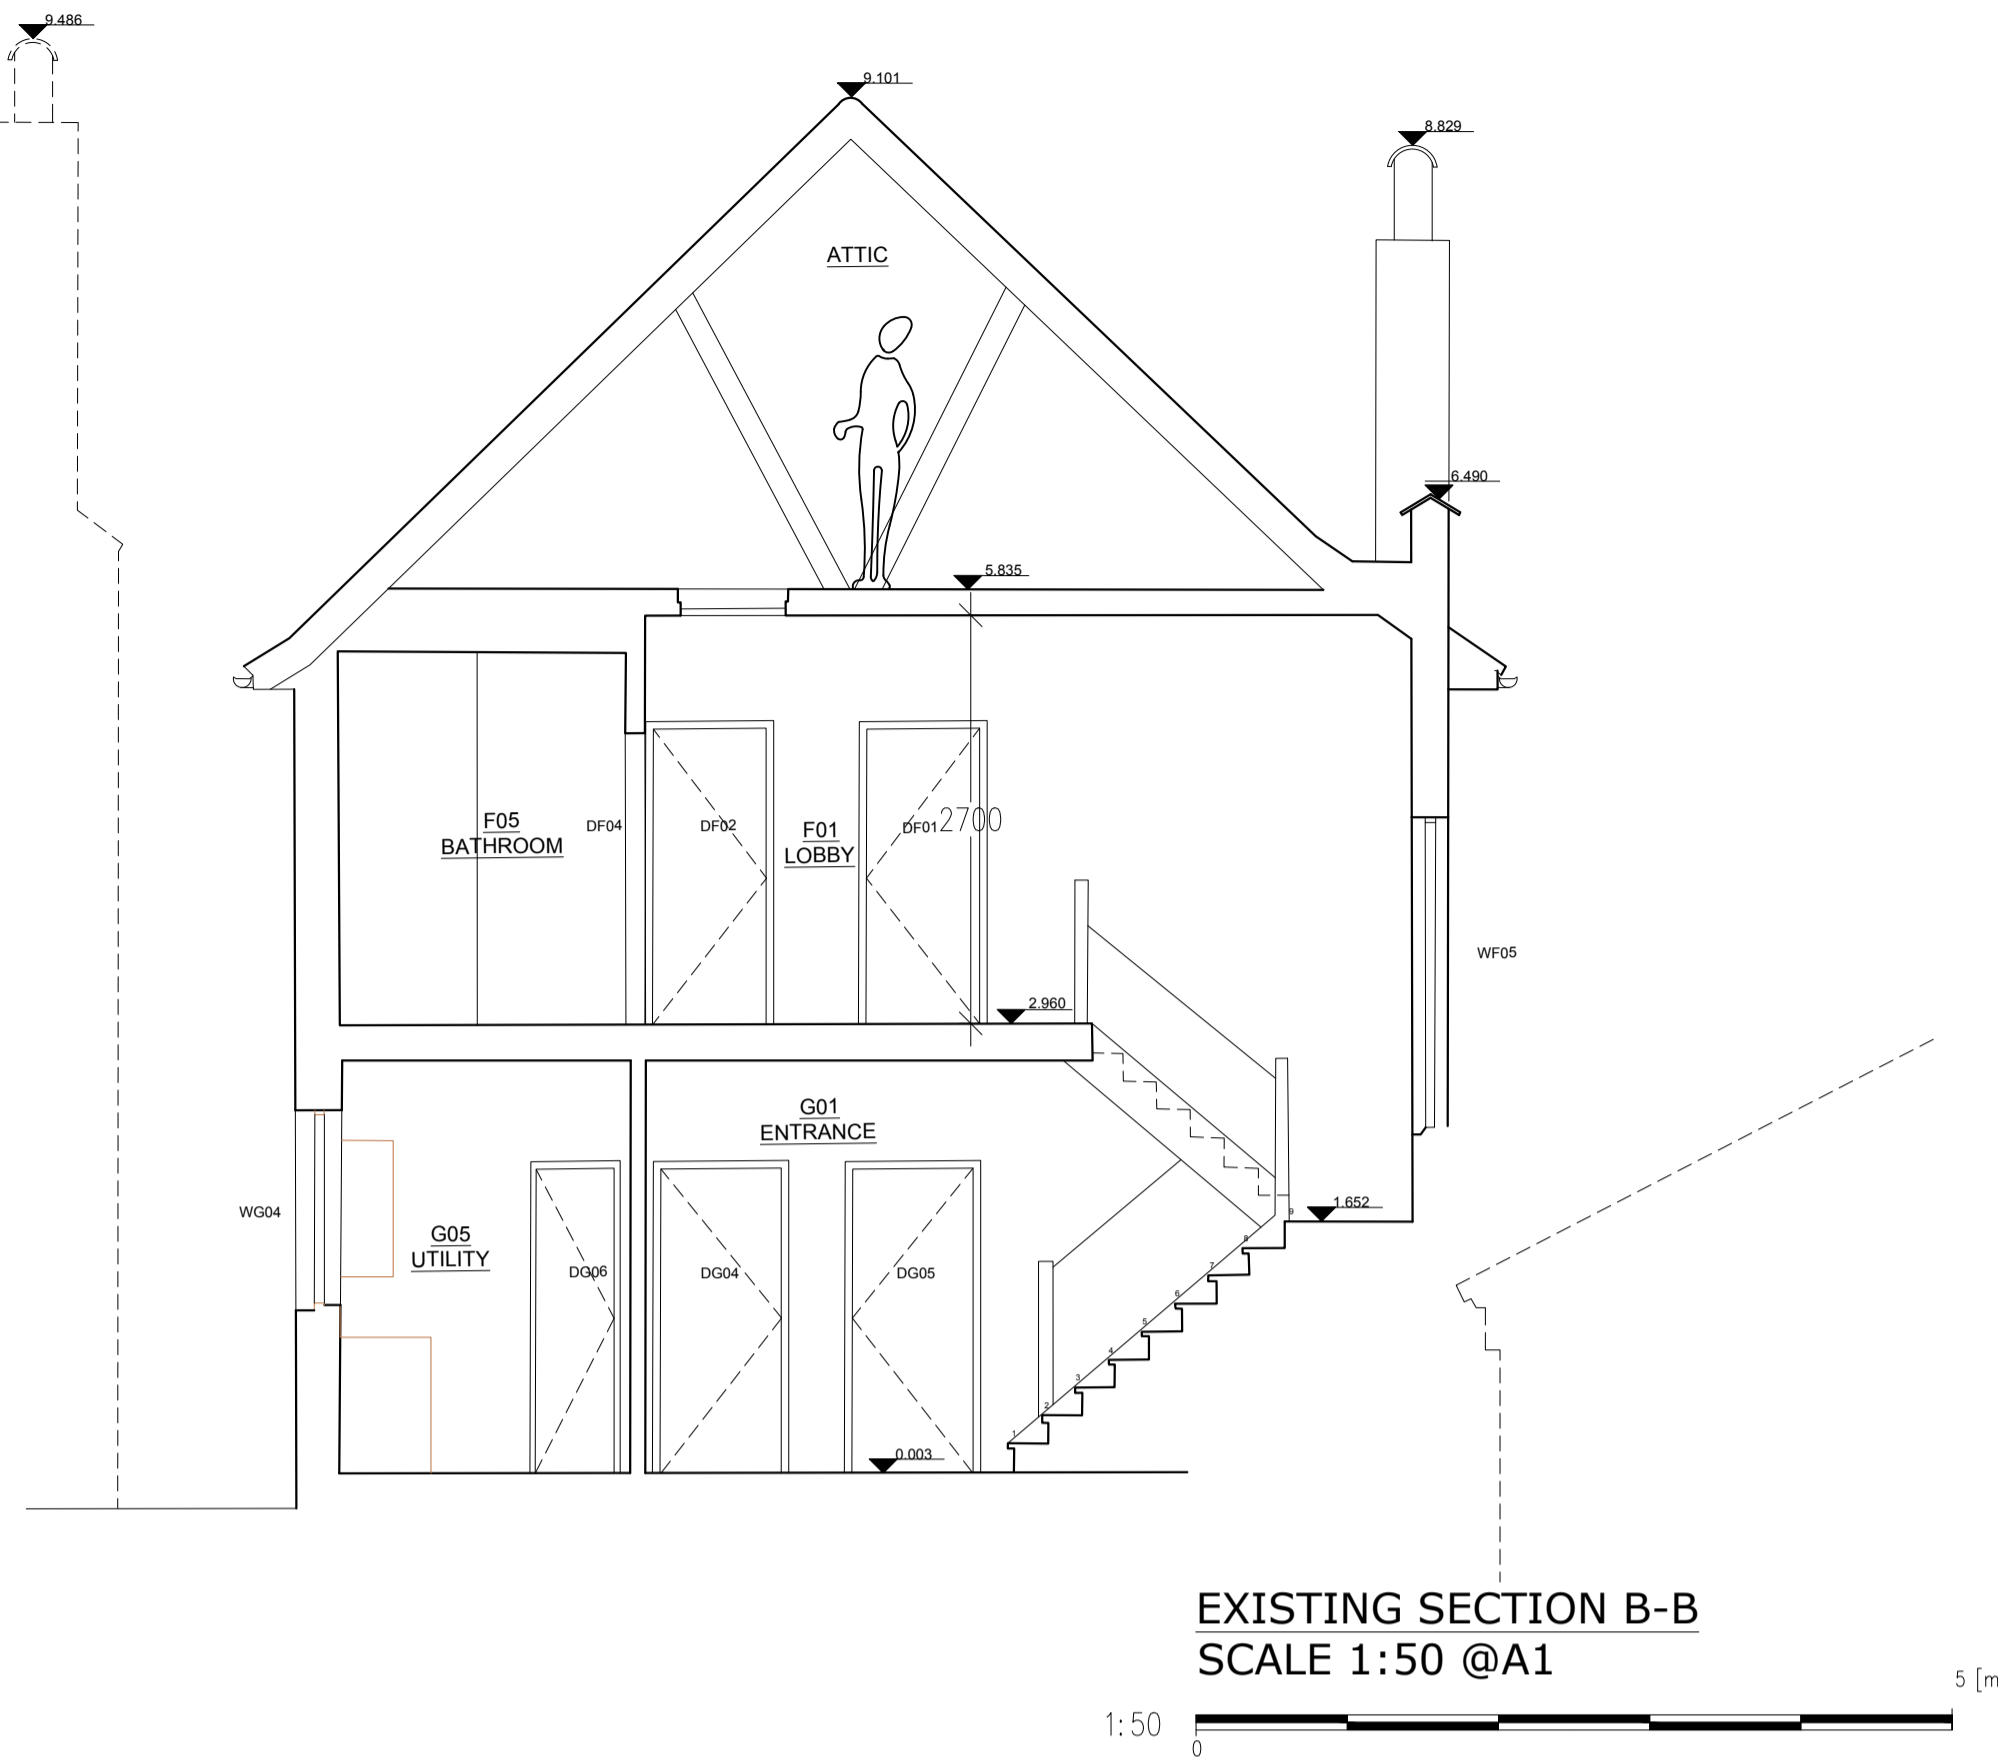 9.486
9.101
8.829
ATTIC
6.490
5.835
F05
BATHROOM
DF04
DF02
F01
LOBBY
DF01
2700
WF05
2.960
G01
ENTRANCE
WG04
G05
UTILITY
DG06
DG04
DG05
1.652
9
8
7
6
5
4
3
2
1
0.003
EXISTING SECTION B-B
SCALE 1:50 @A1
5 [m
1:50
0